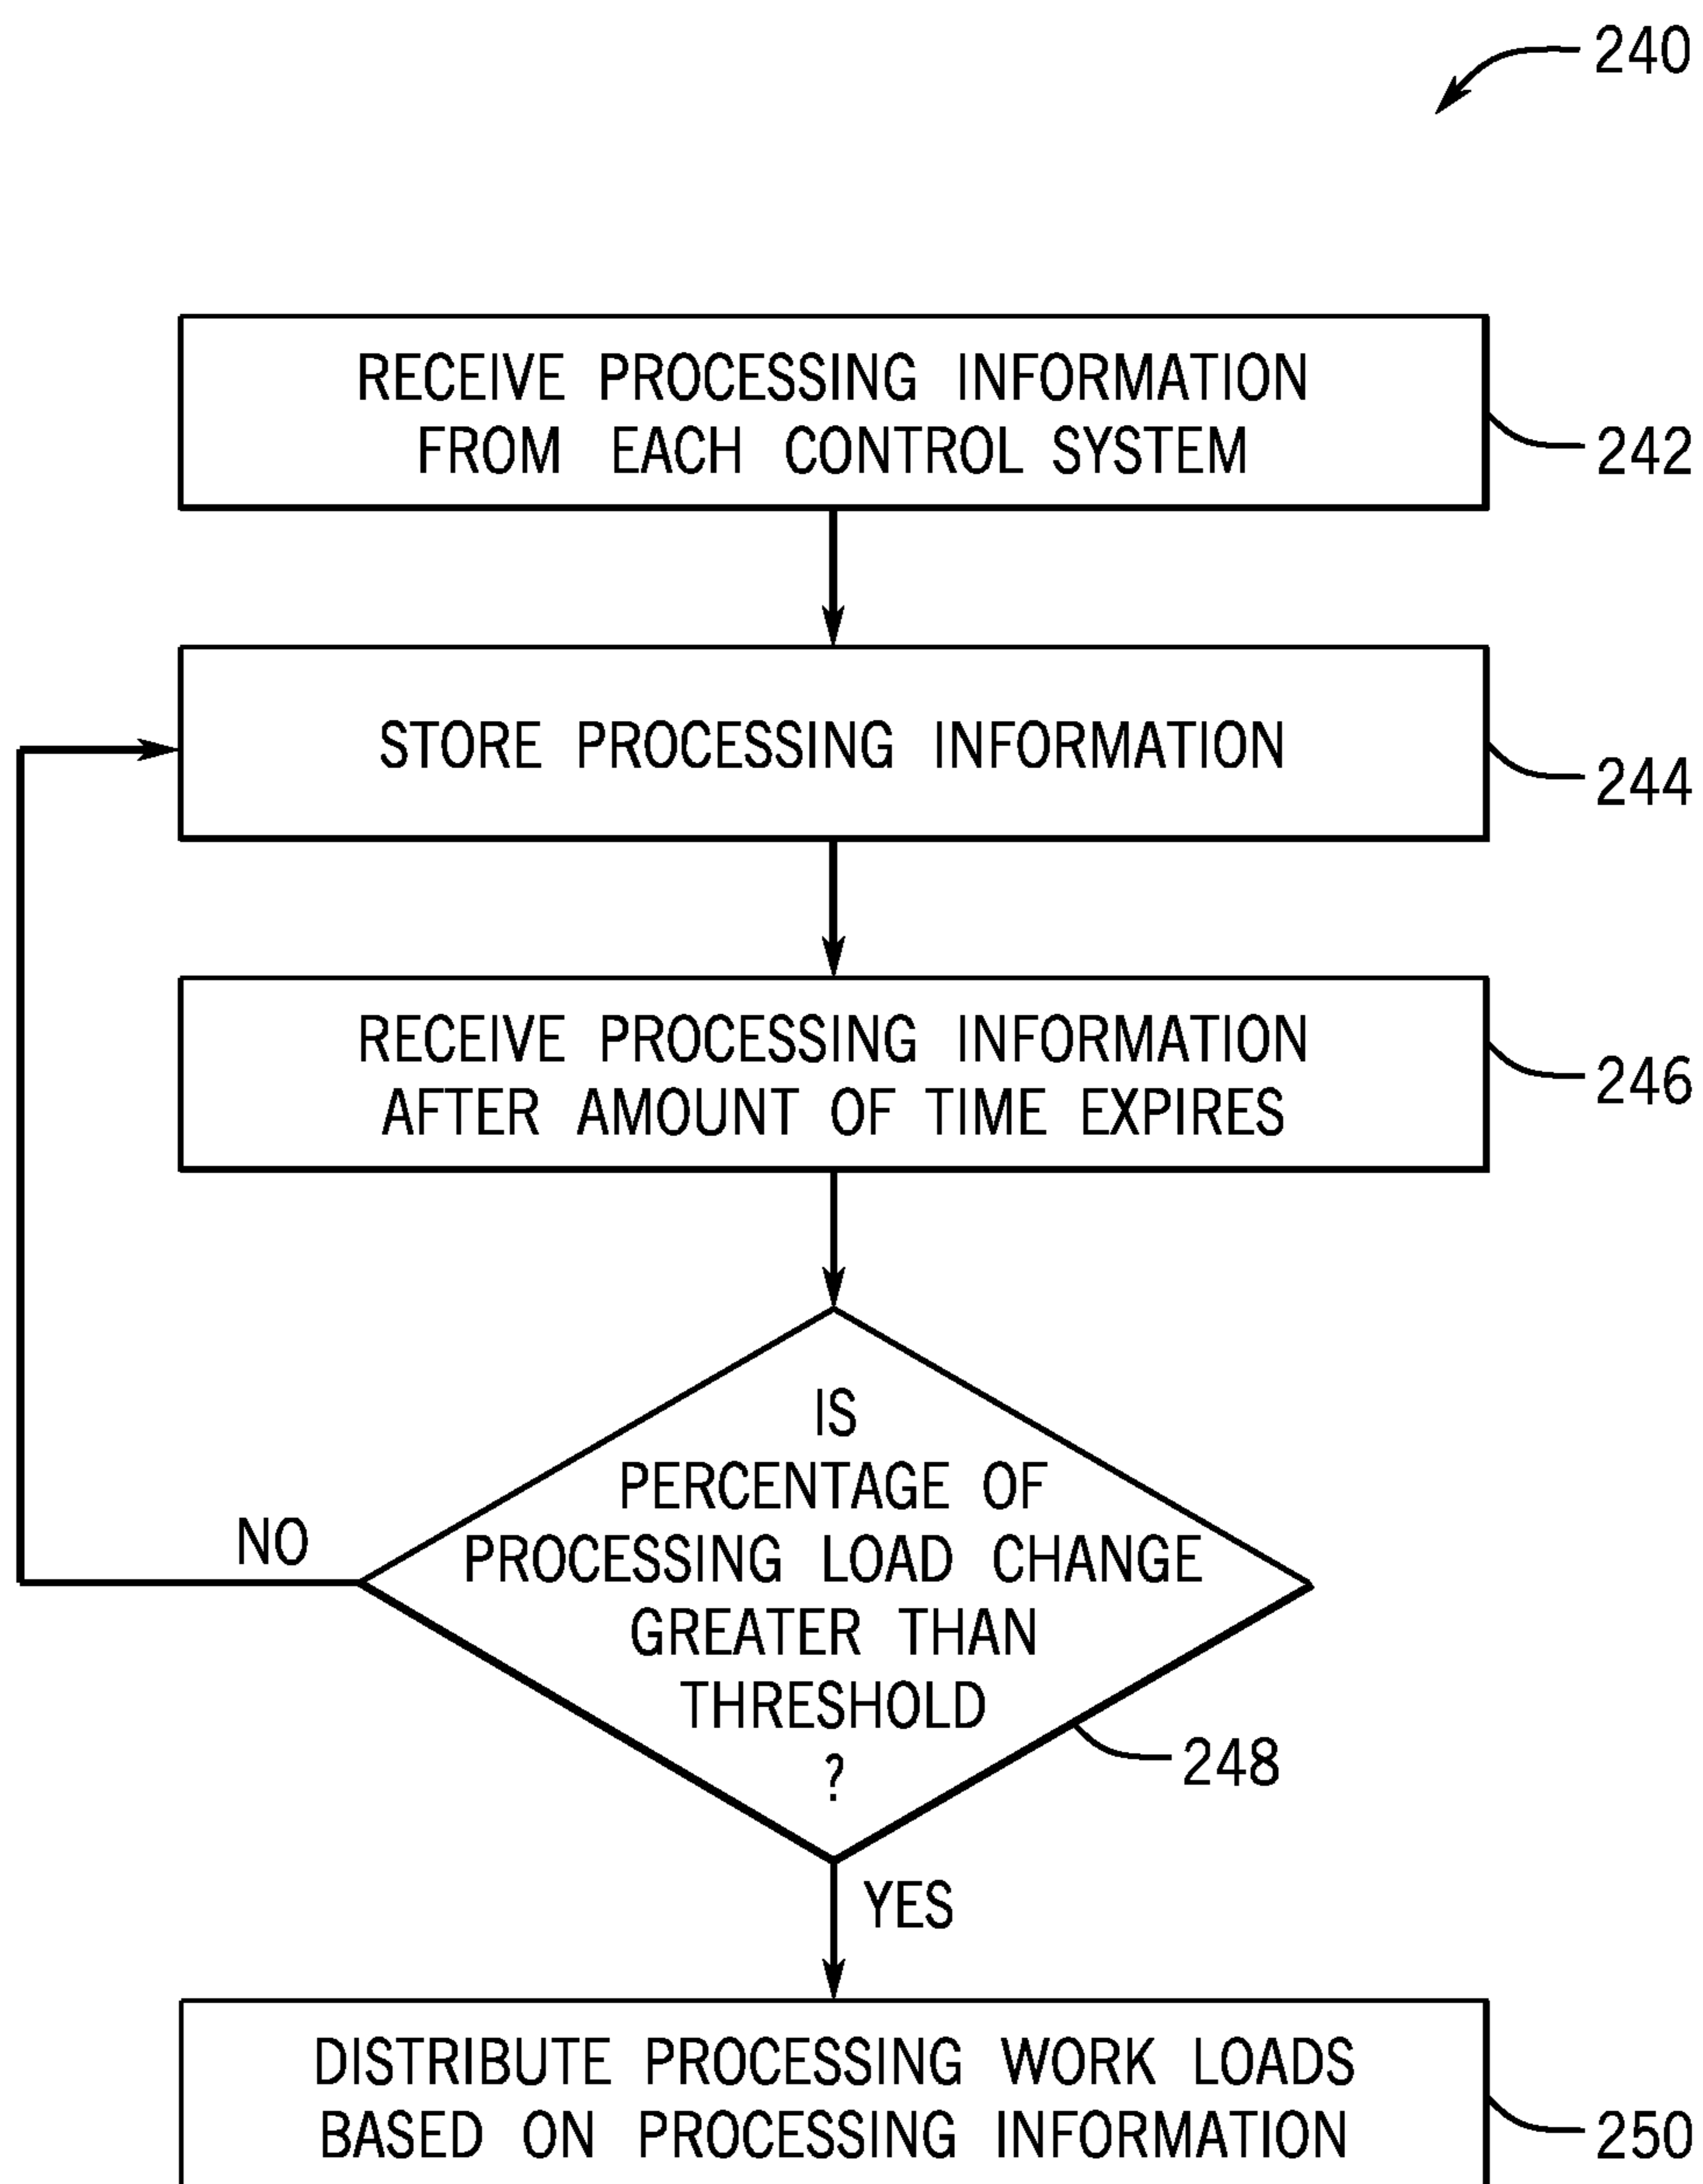 240
RECEIVE PROCESSING INFORMATION
FROM EACH CONTROL SYSTEM
242
STORE PROCESSING INFORMATION
244
RECEIVE PROCESSING INFORMATION
AFTER AMOUNT OF TIME EXPIRES
246
IS
PERCENTAGE OF
PROCESSING LOAD CHANGE
GREATER THAN
THRESHOLD
?
NO
248
YES
DISTRIBUTE PROCESSING WORK LOADS
BASED ON PROCESSING INFORMATION
250